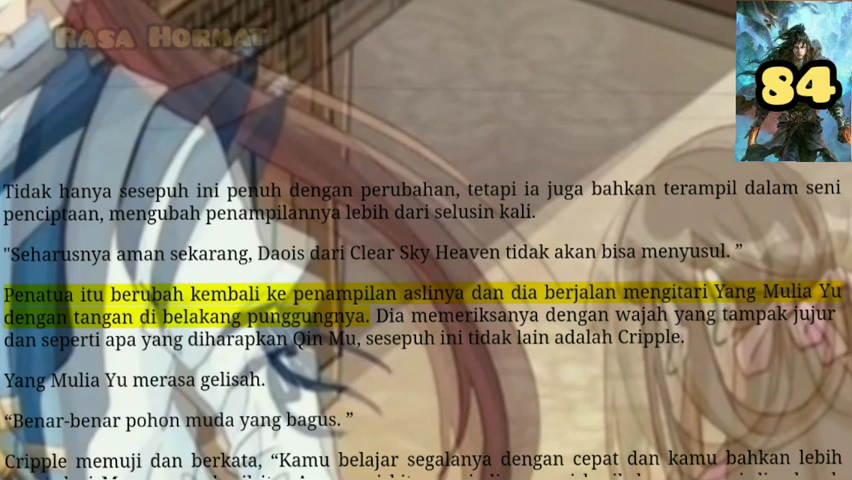 Rasa Hormat
84
Tidak hanya sesepuh ini penuh dengan perubahan, tetapi ia juga bahkan terampil dalam seni
penciptaan, mengubah penampilannya lebih dari selusin kali.
"Seharusnya aman sekarang, Daois dari Clear Sky Heaven tidak akan bisa menyusul. ”
Penatua itu berubah kembali ke penampilan aslinya dan dia berjalan mengitari Yang Mulia Yu
dengan tangan di belakang punggungnya. Dia memeriksanya dengan wajah yang tampak jujur
dan seperti apa yang diharapkan Qin Mu, sesepuh ini tidak lain adalah Cripple.
Yang Mulia Yu merasa gelisah.
“Benar-benar pohon muda yang bagus. ”
Cripple memuji dan berkata, “Kamu belajar segalanya dengan cepat dan kamu bahkan lebih